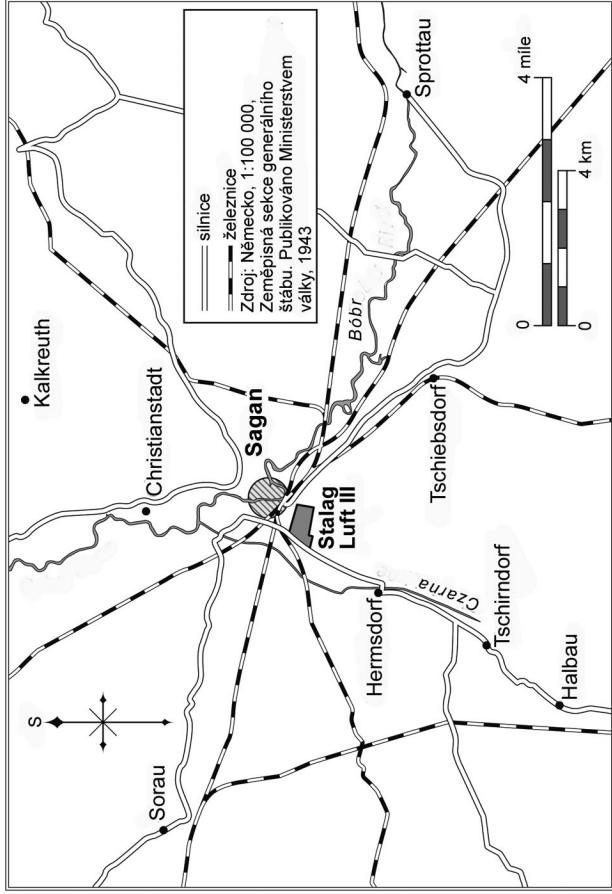 S
Kalkreuth
Christianstadt
Sorau
Sagan
Stalag
Luft III
Bóbr
Sprottau
Hermsdorf
Czarna
Tschiebsdorf
Tschirndorf
Halbau
silnice
železnice
Zdroj: Německo, 1:100 000,
Zeměpisná sekce generálního
štábu. Publikováno Ministerstvem
války, 1943
0 4 míle
0 4 km